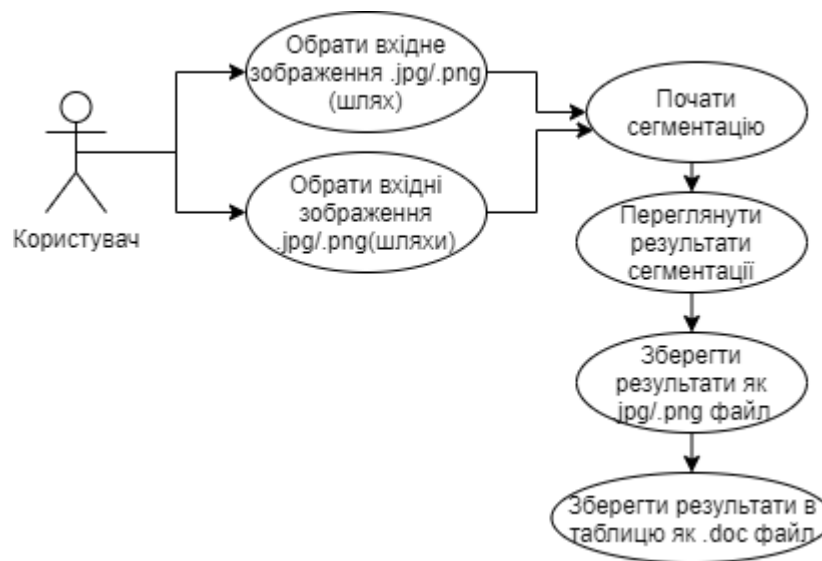 Обрати вхідне
зображення .jpg/.png
(шлях)
Почати
сегментацію
Користувач
Обрати вхідні
зображення
.jpg/.png(шляхи)
Переглянути
результати
сегментації
Зберегти
результати як
jpg/.png файл
Зберегти результати в
таблицю як .doc файл